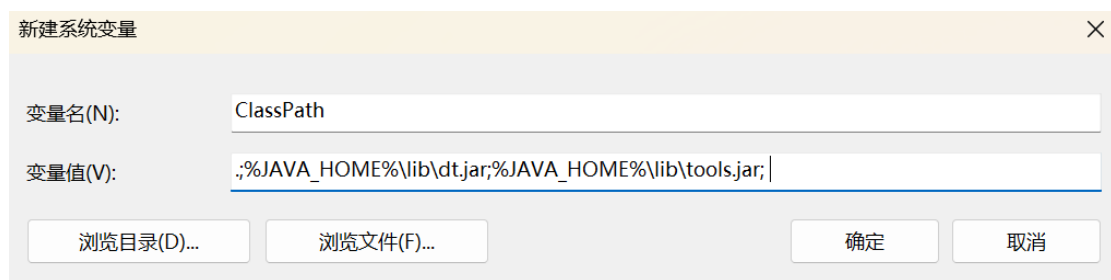 新建系统变量
变量名(N): ClassPath
变量值(V): .;%JAVA_HOME%\lib\dt.jar;%JAVA_HOME%\lib\tools.jar;
浏览目录(D)... 浏览文件(F)... 确定 取消